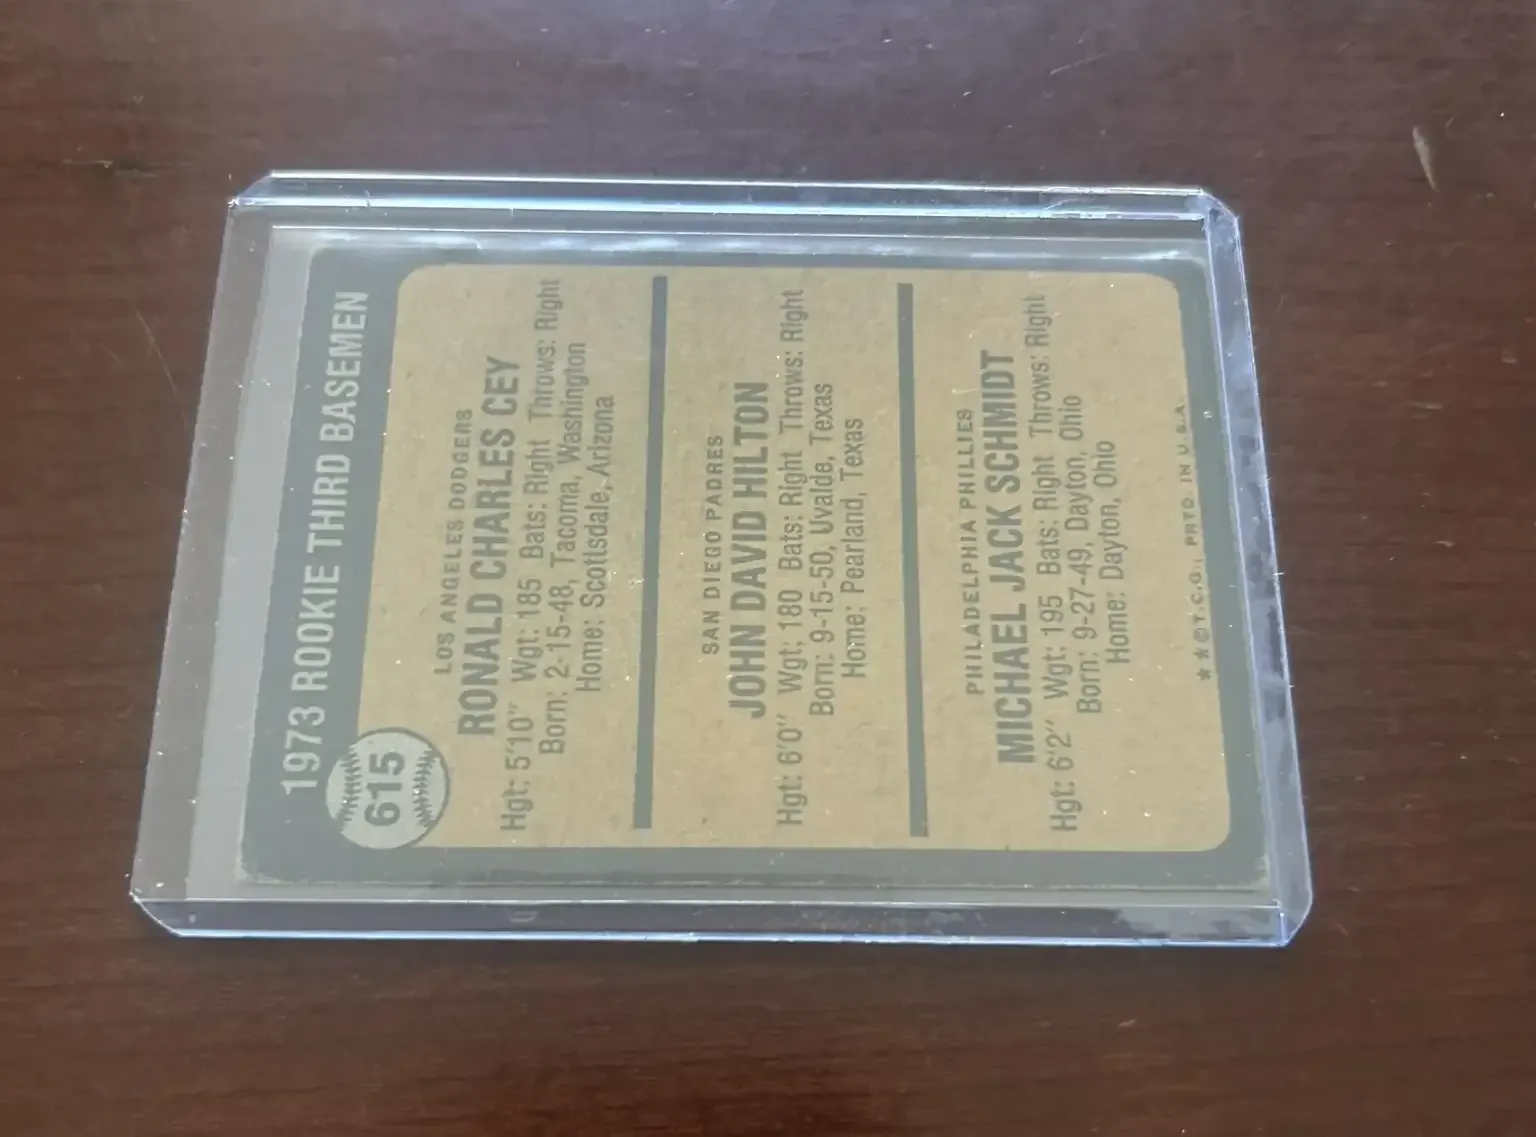 1973 ROOKIE THIRD BASEMEN
615
LOS ANGELES DODGERS
RONALD CHARLES CEY
Hgt: 5'10" Wgt: 185 Bats: Right Throws: Right
Born: 2-15-48, Tacoma, Washington
Home: Scottsdale, Arizona
SAN DIEGO PADRES
JOHN DAVID HILTON
Hgt: 6'0" Wgt: 180 Bats: Right Throws: Right
Born: 9-15-50, Uvalde, Texas
Home: Pearland, Texas
PHILADELPHIA PHILLIES
MICHAEL JACK SCHMIDT
Hgt: 6'2" Wgt: 195 Bats: Right Throws: Right
Born: 9-27-49, Dayton, Ohio
Home: Dayton, Ohio
★★© T.C.G., PRTD. IN U.S.A.